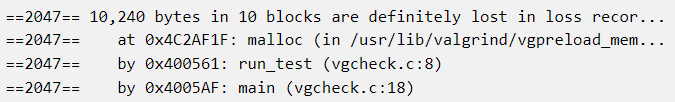 ==2047== 10,240 bytes in 10 blocks are definitely lost in loss recor...
==2047==    at 0x4C2AF1F: malloc (in /usr/lib/valgrind/vgpreload_mem...
==2047==    by 0x400561: run_test (vgcheck.c:8)
==2047==    by 0x4005AF: main (vgcheck.c:18)